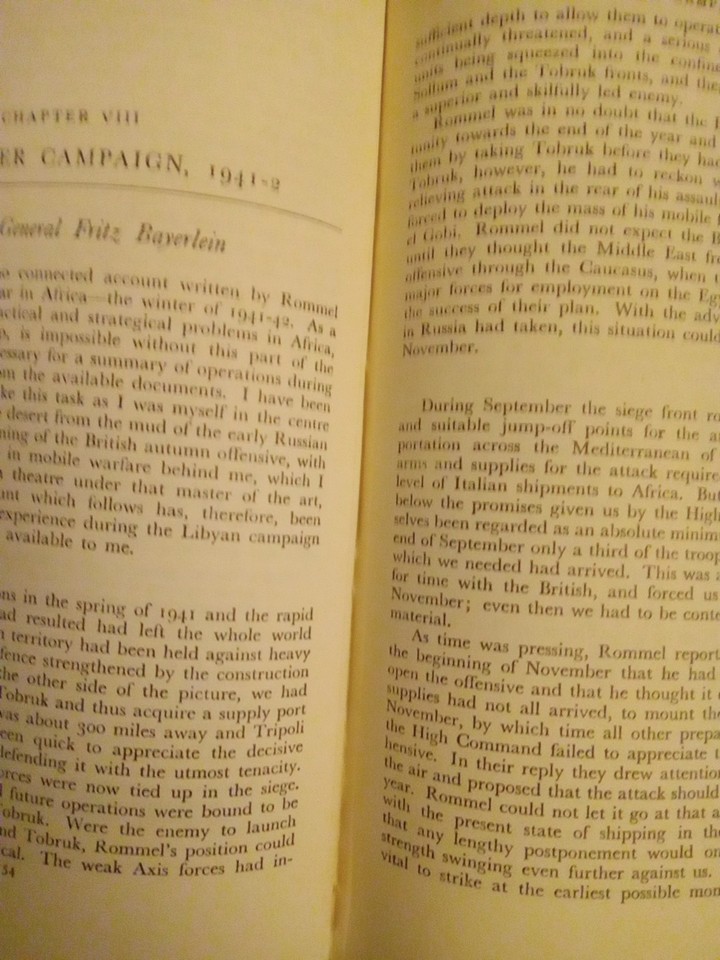 CHAPTER VIII
ER CAMPAIGN, 1941-2
General Fritz Bayerlein
o connected account written by Rommel
ar in Africa—the winter of 1941-42. As a
actical and strategical problems in Africa,
is impossible without this part of the
essary for a summary of operations during
om the available documents. I have been
ke this task as I was myself in the centre
desert from the mud of the early Russian
ning of the British autumn offensive, with
in mobile warfare behind me, which I
theatre under that master of the art,
unt which follows has, therefore, been
experience during the Libyan campaign
available to me.
ons in the spring of 1941 and the rapid
ad resulted had left the whole world
territory had been held against heavy
fence strengthened by the construction
the other side of the picture, we had
Tobruk and thus acquire a supply port
was about 300 miles away and Tripoli
een quick to appreciate the decisive
defending it with the utmost tenacity.
orces were now tied up in the siege.
future operations were bound to be
obruk. Were the enemy to launch
nd Tobruk, Rommel's position could
cal. The weak Axis forces had in-
54
sufficient depth to allow them to operat
continually threatened, and a serious
units being squeezed into the confine
Sollum and the Tobruk fronts, and the
a superior and skilfully led enemy.
Rommel was in no doubt that the
tunity towards the end of the year and
them by taking Tobruk before they had
Tobruk, however, he had to reckon w
relieving attack in the rear of his assaul
forced to deploy the mass of his mobile
el Gobi. Rommel did not expect the B
until they thought the Middle East fr
offensive through the Caucasus, when
major forces for employment on the Eg
the success of their plan. With the adv
in Russia had taken, this situation could
November.
During September the siege front
and suitable jump-off points for the a
portation across the Mediterranean of
arms and supplies for the attack require
level of Italian shipments to Africa. But
below the promises given us by the High
selves been regarded as an absolute minim
end of September only a third of the troop
which we needed had arrived. This was
for time with the British, and forced us
November; even then we had to be conte
material.
As time was pressing, Rommel report
the beginning of November that he had
open the offensive and that he thought it
supplies had not all arrived, to mount the
November, by which time all other prepa
the High Command failed to appreciate t
hensive. In their reply they drew attention
the air and proposed that the attack should
year. Rommel could not let it go at that a
with the present state of shipping in the
that any lengthy postponement would on
strength swinging even further against us.
vital to strike at the earliest possible mom